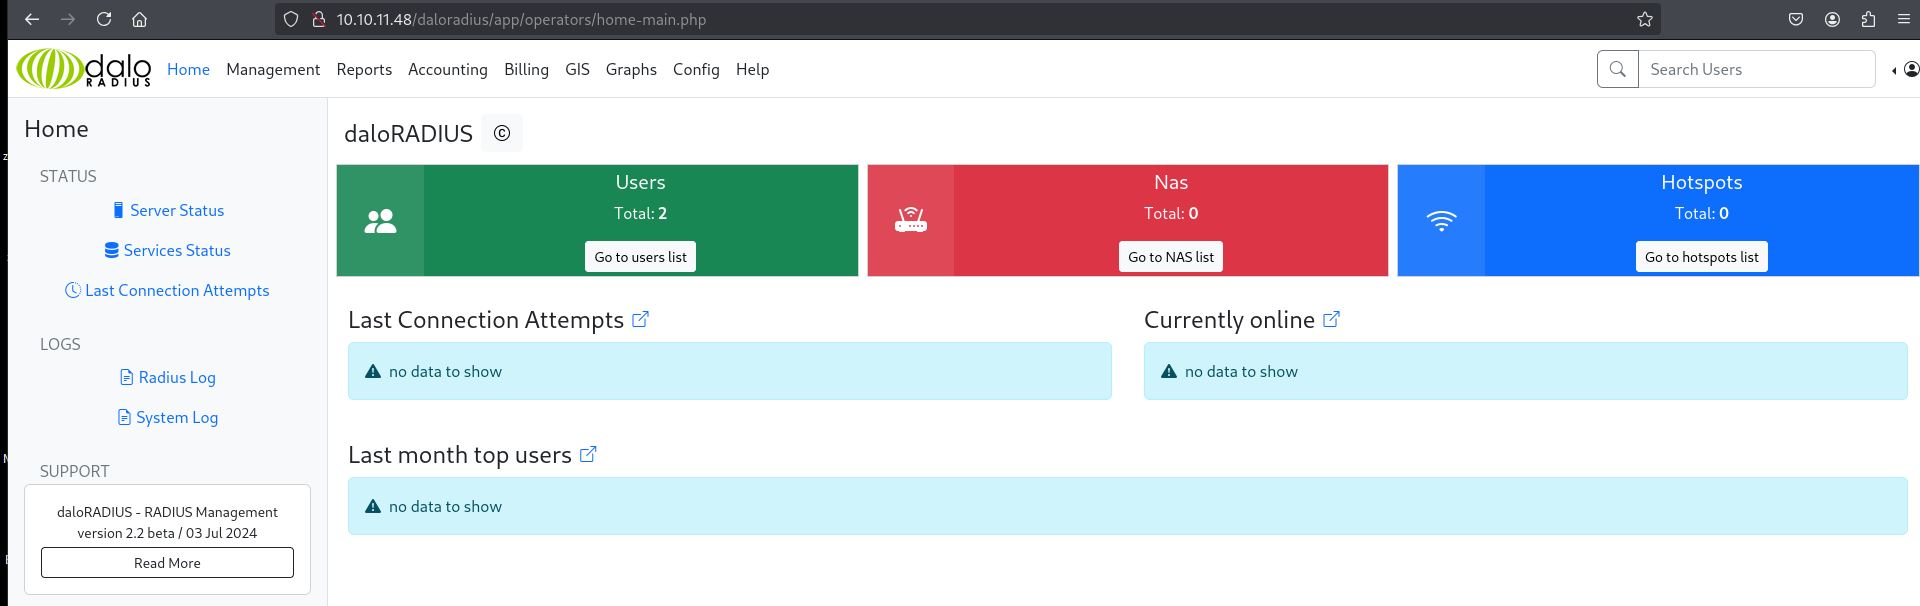 10.10.11.48/daloradius/app/operators/home-main.php
dalo RADIUS Home Management Reports Accounting Billing GIS Graphs Config Help Search Users
Home
STATUS
Server Status
Services Status
Last Connection Attempts
LOGS
Radius Log
System Log
SUPPORT
daloRADIUS - RADIUS Management
version 2.2 beta / 03 Jul 2024
Read More
daloRADIUS ©
Users
Total: 2
Go to users list
Nas
Total: 0
Go to NAS list
Hotspots
Total: 0
Go to hotspots list
Last Connection Attempts
no data to show
Currently online
no data to show
Last month top users
no data to show